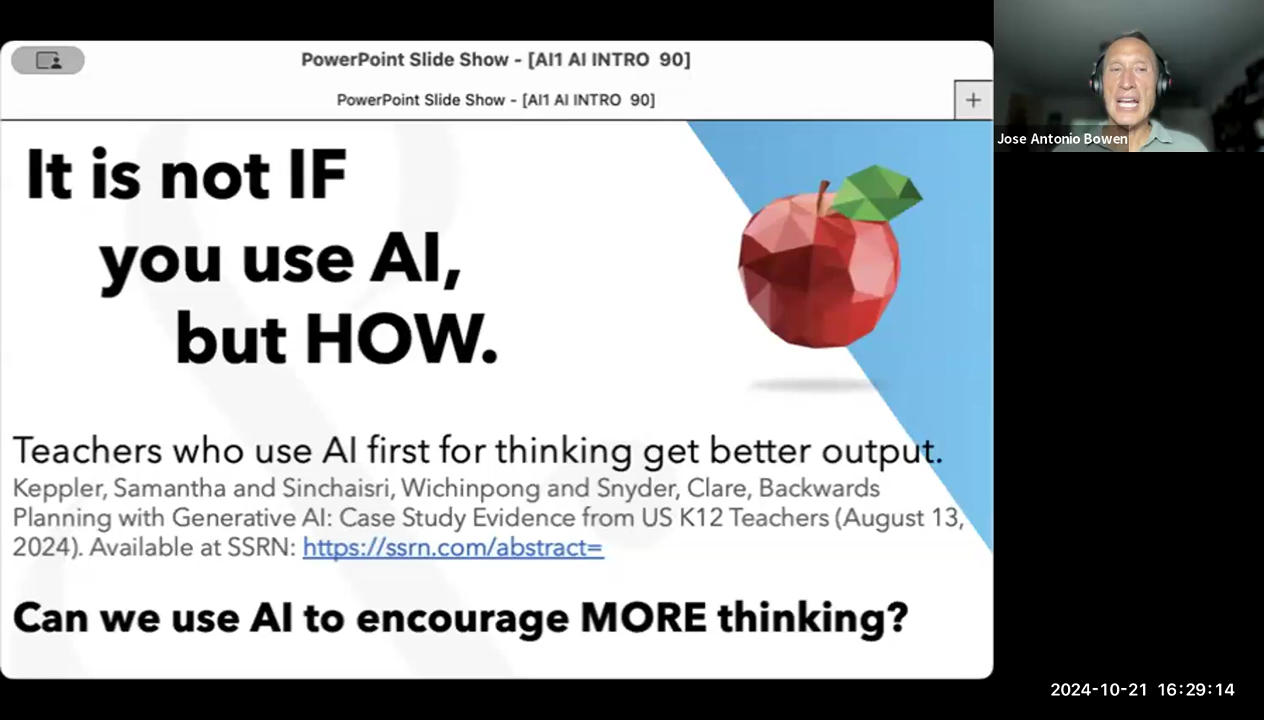 PowerPoint Slide Show - [AI1 AI INTRO  90]
PowerPoint Slide Show - [AI1 AI INTRO  90]
+
Jose Antonio Bowen
It is not IF
you use AI,
but HOW.
Teachers who use AI first for thinking get better output.
Keppler, Samantha and Sinchaisri, Wichinpong and Snyder, Clare, Backwards
Planning with Generative AI: Case Study Evidence from US K12 Teachers (August 13,
2024). Available at SSRN: https://ssrn.com/abstract=
Can we use AI to encourage MORE thinking?
2024-10-21 16:29:14